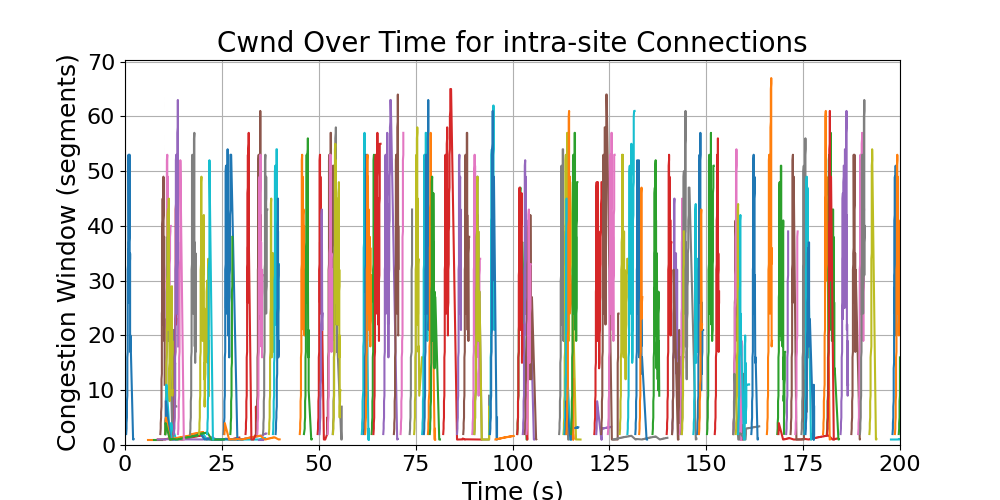 Cwnd Over Time for intra-site Connections
Congestion Window (segments)
70
60
50
40
30
20
10
0
0 25 50 75 100 125 150 175 200
Time (s)